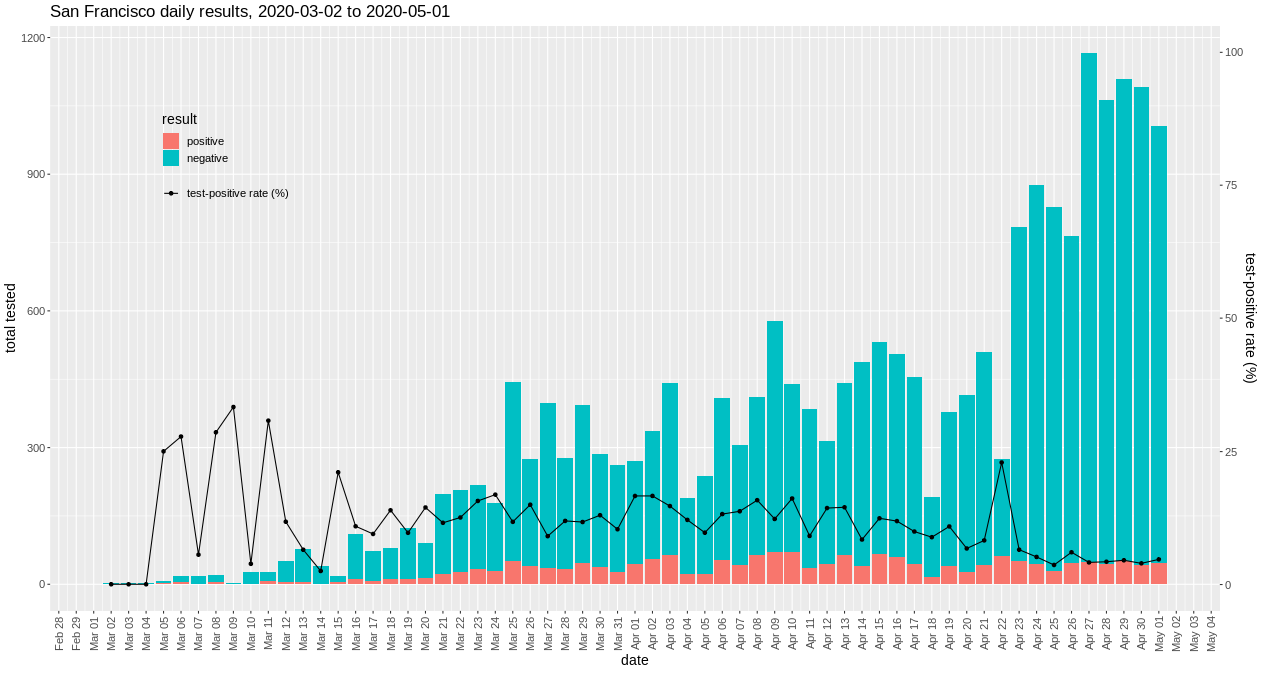 San Francisco daily results, 2020-03-02 to 2020-05-01
1200
900
600
300
0
total tested
result
positive
negative
test-positive rate (%)
100
75
50
25
0
test-positive rate (%)
Feb 28
Feb 29
Mar 01
Mar 02
Mar 03
Mar 04
Mar 05
Mar 06
Mar 07
Mar 08
Mar 09
Mar 10
Mar 11
Mar 12
Mar 13
Mar 14
Mar 15
Mar 16
Mar 17
Mar 18
Mar 19
Mar 20
Mar 21
Mar 22
Mar 23
Mar 24
Mar 25
Mar 26
Mar 27
Mar 28
Mar 29
Mar 30
Mar 31
Apr 01
Apr 02
Apr 03
Apr 04
Apr 05
Apr 06
Apr 07
Apr 08
Apr 09
Apr 10
Apr 11
Apr 12
Apr 13
Apr 14
Apr 15
Apr 16
Apr 17
Apr 18
Apr 19
Apr 20
Apr 21
Apr 22
Apr 23
Apr 24
Apr 25
Apr 26
Apr 27
Apr 28
Apr 29
Apr 30
May 01
May 02
May 03
May 04
date